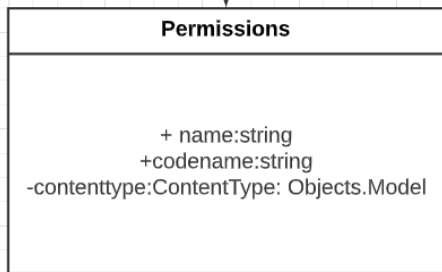 Permissions
+ name:string
+codename:string
-contenttype:ContentType: Objects.Model